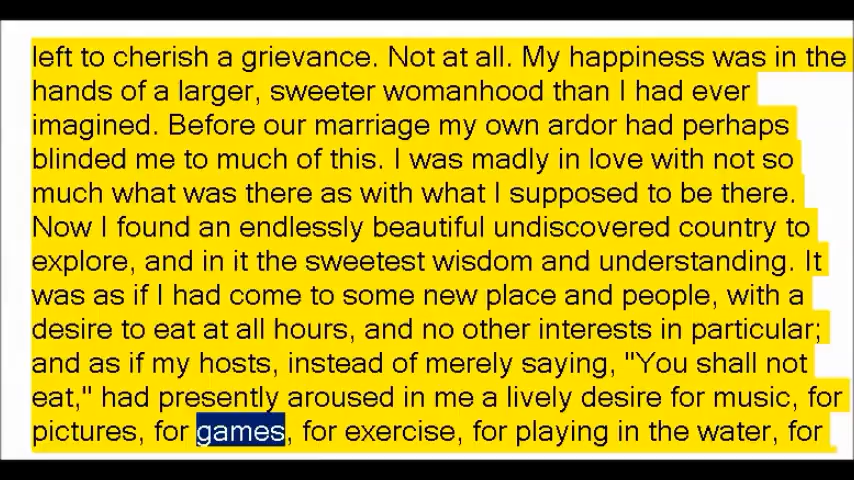 left to cherish a grievance. Not at all. My happiness was in the
hands of a larger, sweeter womanhood than I had ever
imagined. Before our marriage my own ardor had perhaps
blinded me to much of this. I was madly in love with not so
much what was there as with what I supposed to be there.
Now I found an endlessly beautiful undiscovered country to
explore, and in it the sweetest wisdom and understanding. It
was as if I had come to some new place and people, with a
desire to eat at all hours, and no other interests in particular;
and as if my hosts, instead of merely saying, "You shall not
eat," had presently aroused in me a lively desire for music, for
pictures, for games, for exercise, for playing in the water, for